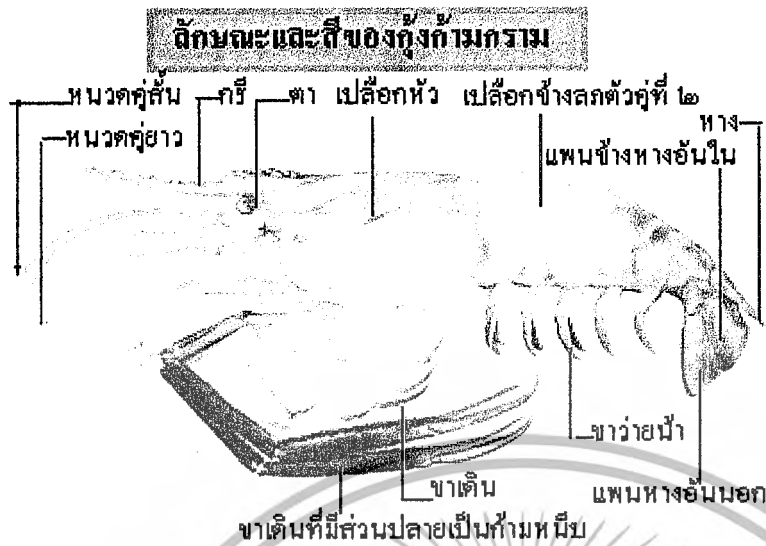 ลักษณะและสีของกุ้งก้ามกราม
หนวดคู่สั้น กรี ตา เปลือกหัว เปลือกข้างลำตัวคู่ที่ ๒
หนวดคู่ยาว หาง
แพนข้างหางอันใน
ขาว่ายน้ำ
ขาเดิน แพนหางอันนอก
ขาเดินที่มีส่วนปลายเป็นก้ามหนีบ